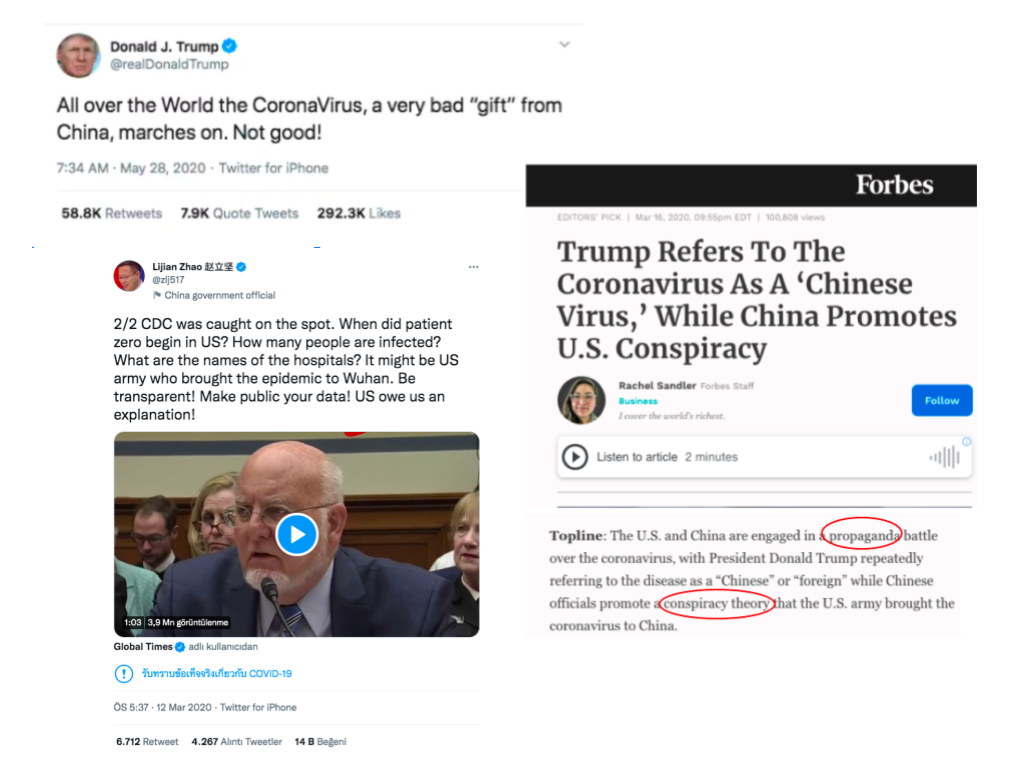 Donald J. Trump
@realDonaldTrump
All over the World the CoronaVirus, a very bad "gift" from
China, marches on. Not good!
7:34 AM · May 28, 2020 · Twitter for iPhone
58.8K Retweets 7.9K Quote Tweets 292.3K Likes
Lijian Zhao 赵立坚
@zlj517
China government official
2/2 CDC was caught on the spot. When did patient
zero begin in US? How many people are infected?
What are the names of the hospitals? It might be US
army who brought the epidemic to Wuhan. Be
transparent! Make public your data! US owe us an
explanation!
1:03 3,9 Mn görüntülenme
Global Times adlı kullanıcıdan
รับทราบข้อเท็จจริงเกี่ยวกับ COVID-19
ÖS 5:37 · 12 Mar 2020 · Twitter for iPhone
6.712 Retweet 4.267 Alıntı Tweetler 14 B Beğeni
Forbes
EDITORS' PICK | Mar 16, 2020, 09:55pm EDT | 100,808 views
Trump Refers To The
Coronavirus As A ‘Chinese
Virus,’ While China Promotes
U.S. Conspiracy
Rachel Sandler Forbes Staff
Business
I cover the world's richest.
Follow
Listen to article 2 minutes
Topline: The U.S. and China are engaged in a propaganda battle
over the coronavirus, with President Donald Trump repeatedly
referring to the disease as a “Chinese” or “foreign” while Chinese
officials promote a conspiracy theory that the U.S. army brought the
coronavirus to China.